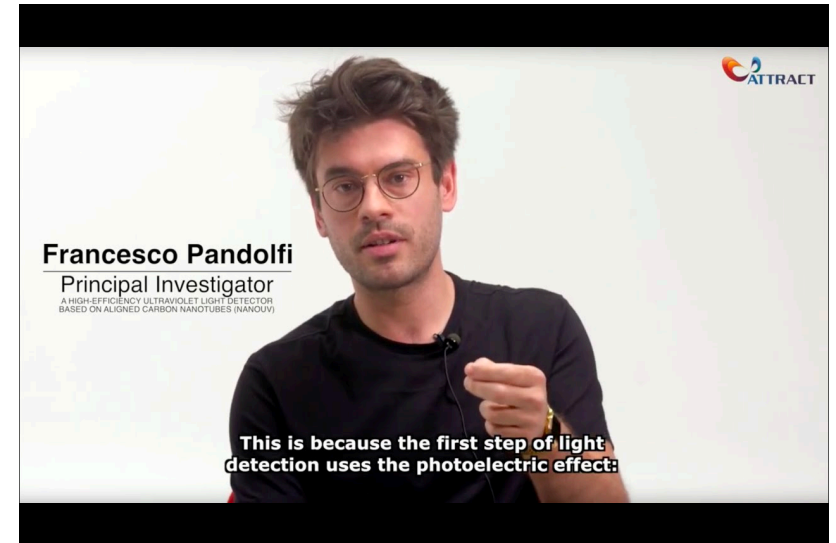 ATTRACT
Francesco Pandolfi
Principal Investigator
A HIGH-EFFICIENCY ULTRAVIOLET LIGHT DETECTOR
BASED ON ALIGNED CARBON NANOTUBES (NANOUV)
This is because the first step of light
detection uses the photoelectric effect: